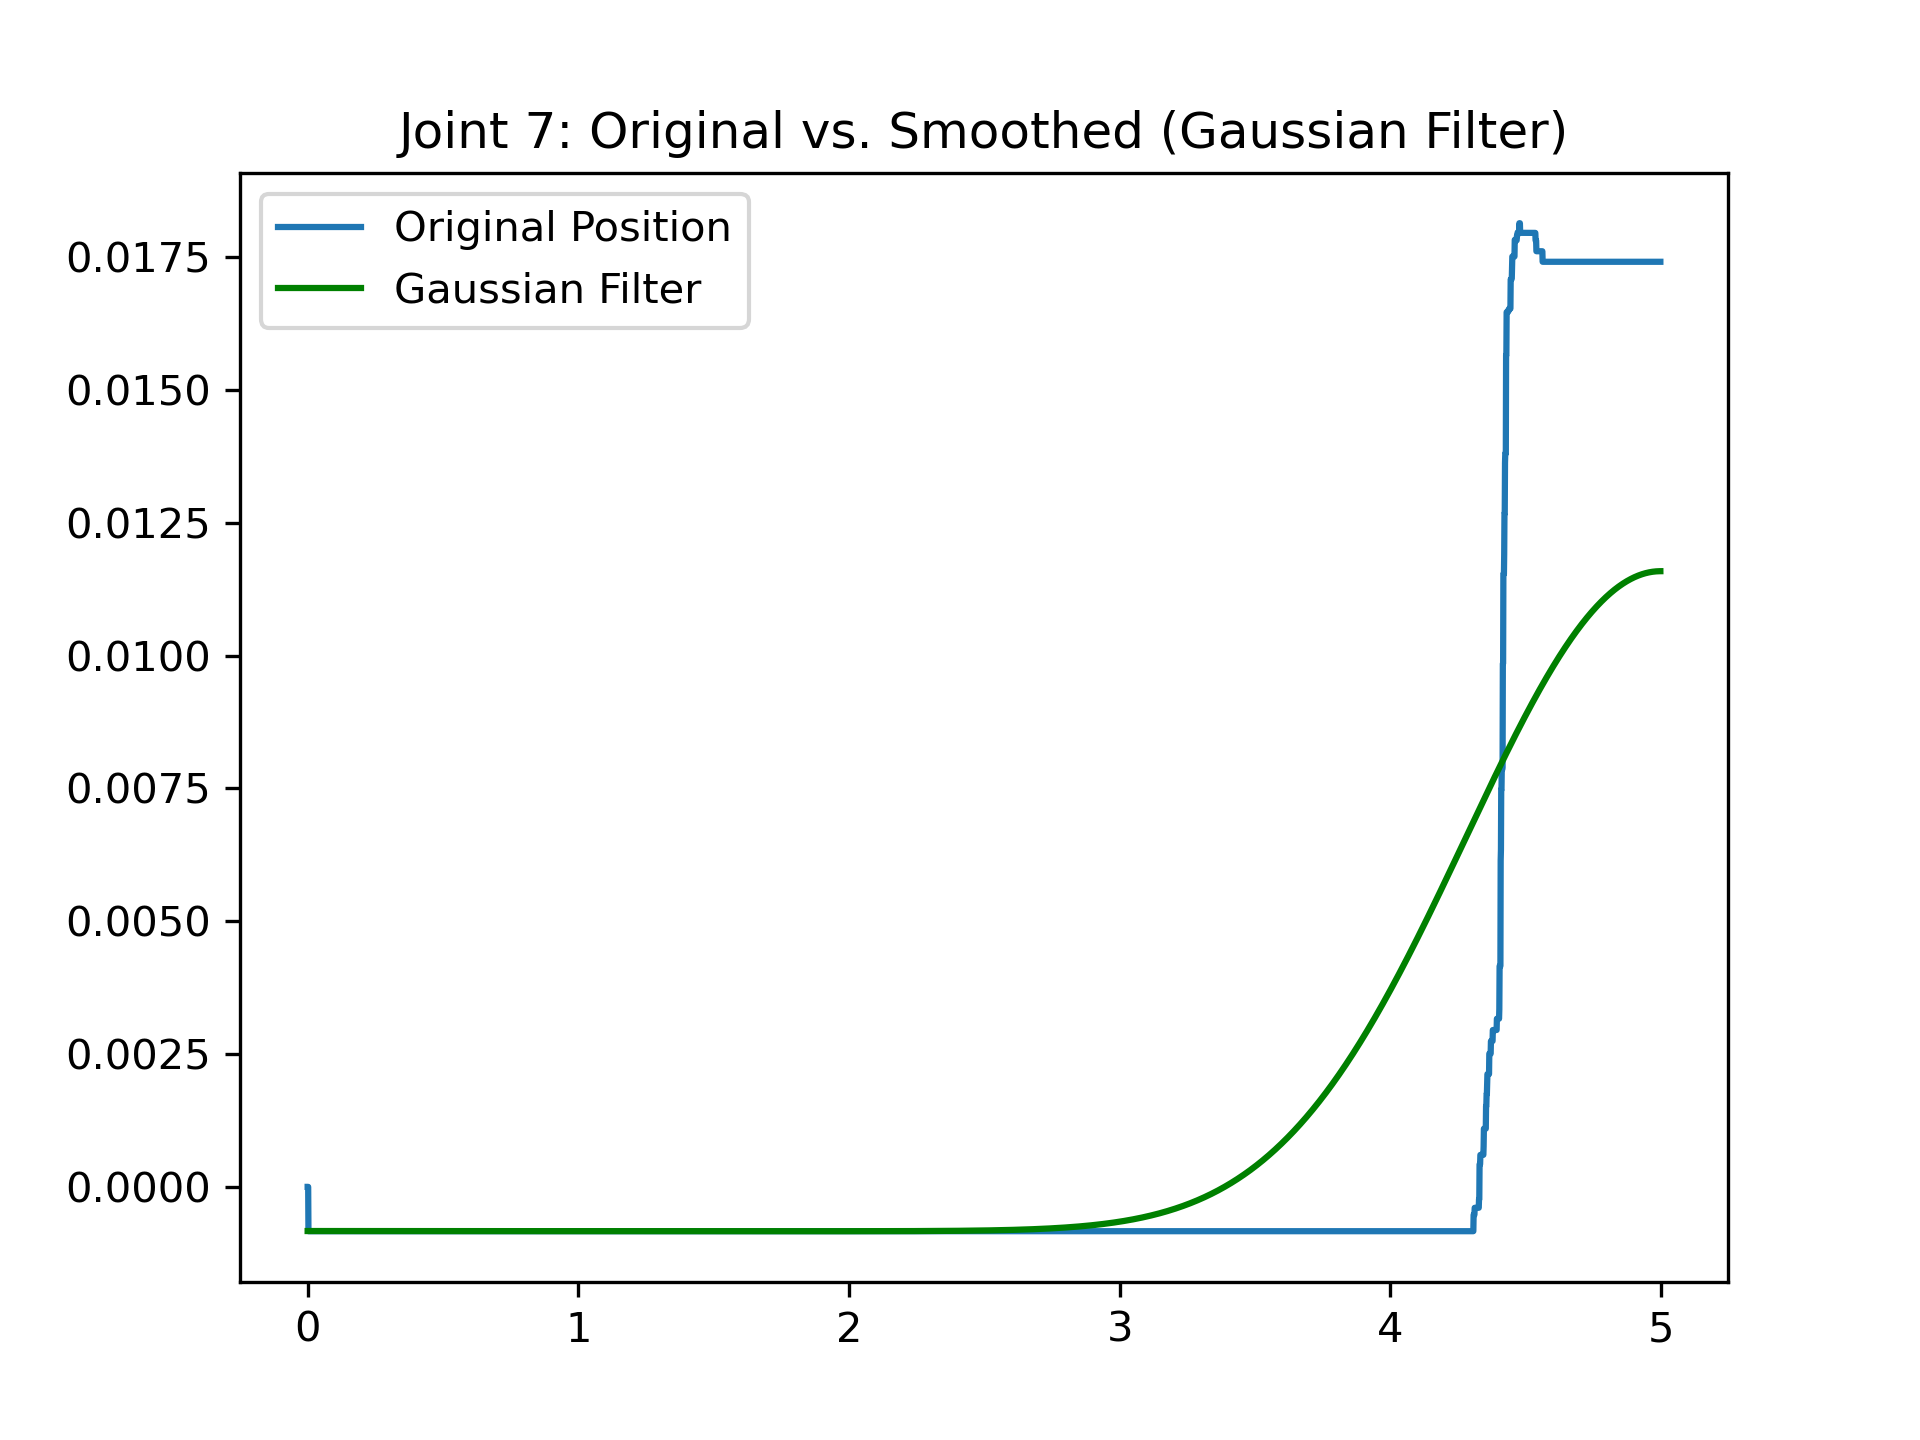 Joint 7: Original vs. Smoothed (Gaussian Filter)
Original Position
Gaussian Filter
0.0175
0.0150
0.0125
0.0100
0.0075
0.0050
0.0025
0.0000
0 1 2 3 4 5